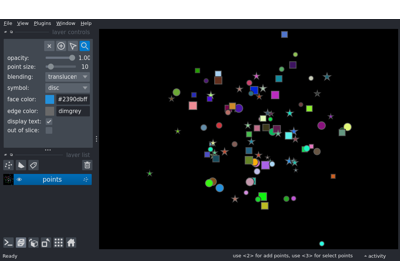 File View Plugins Window Help
layer controls
opacity: 1.00
point size: 10
blending: translucen
symbol: disc
face color: #2390dbff
edge color: dimgrey
display text:
out of slice:
layer list
points
Ready
use <2> for add points, use <3> for select points
activity